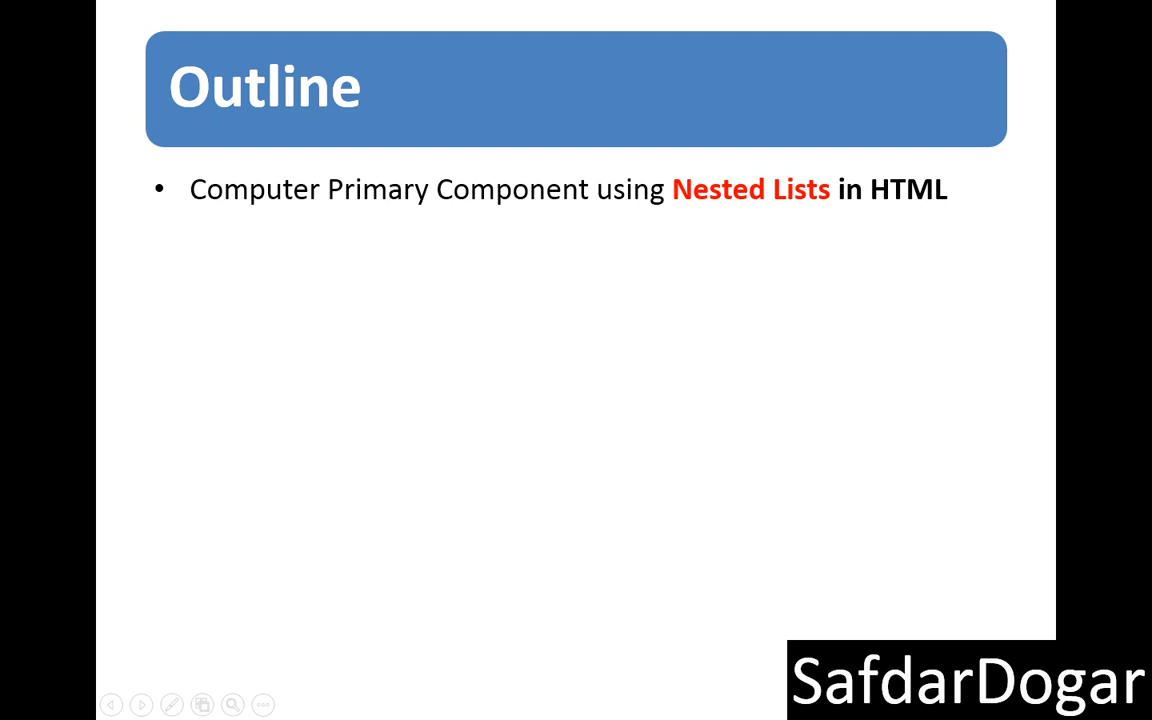 Outline
• Computer Primary Component using Nested Lists in HTML
SafdarDogar